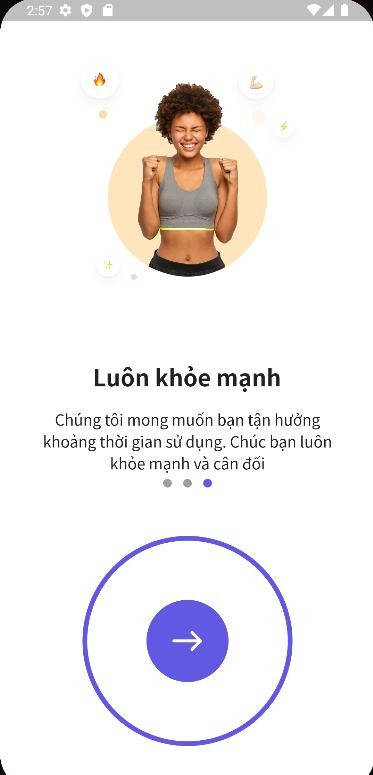 2:57
Luôn khỏe mạnh
Chúng tôi mong muốn bạn tận hưởng
khoảng thời gian sử dụng. Chúc bạn luôn
khỏe mạnh và cân đối